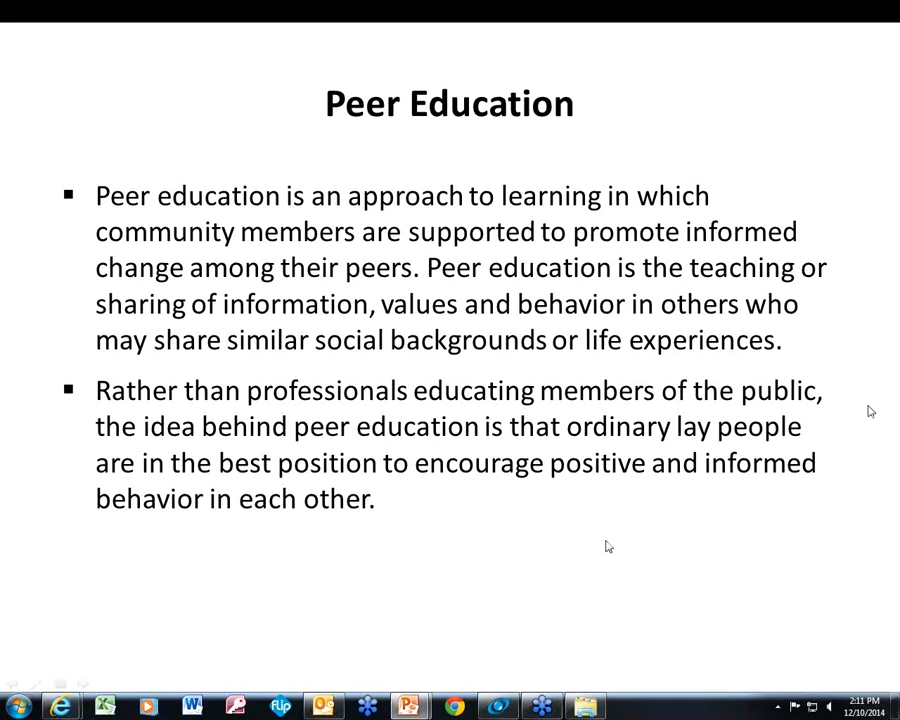 Peer Education
▪ Peer education is an approach to learning in which
community members are supported to promote informed
change among their peers. Peer education is the teaching or
sharing of information, values and behavior in others who
may share similar social backgrounds or life experiences.
▪ Rather than professionals educating members of the public,
the idea behind peer education is that ordinary lay people
are in the best position to encourage positive and informed
behavior in each other.
FLIP
2:11 PM
12/10/2014